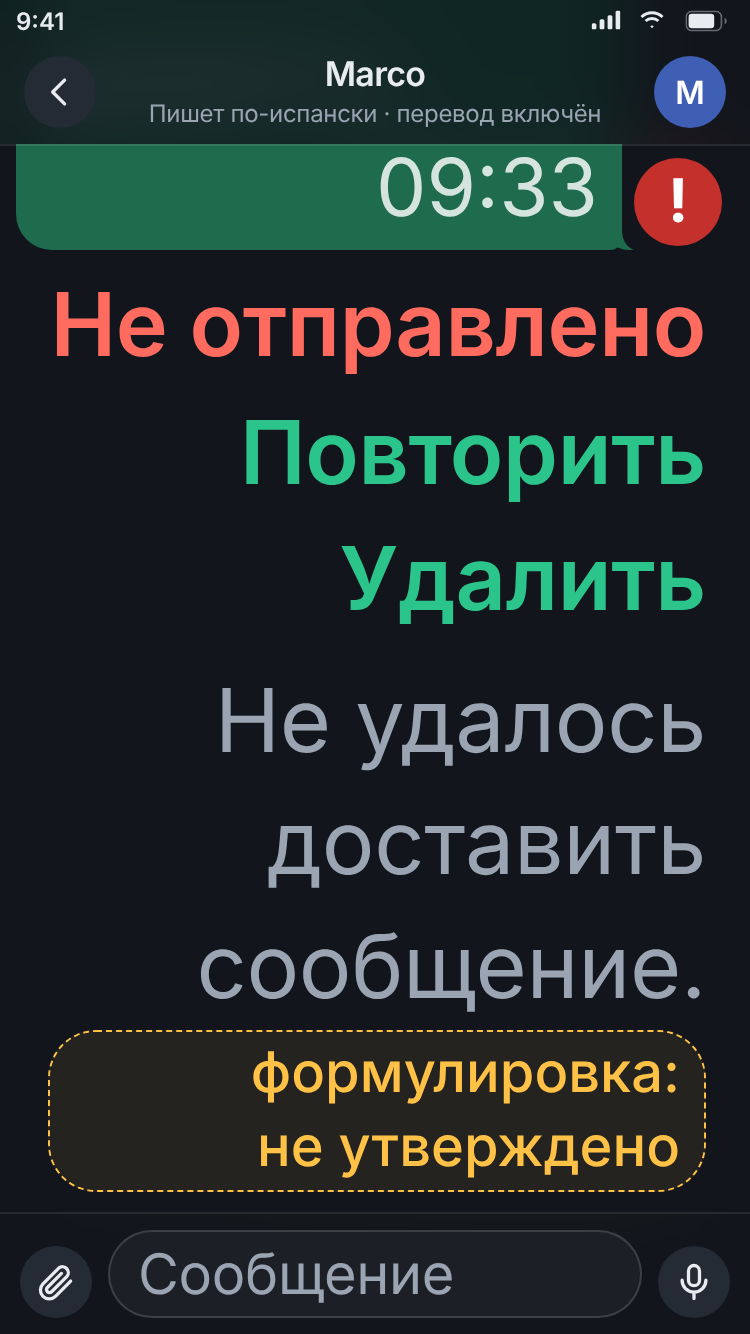 9:41
Marco
Пишет по-испански · перевод включён
M
09:33
!
Не отправлено
Повторить
Удалить
Не удалось
доставить
сообщение.
формулировка:
не утверждено
Сообщение